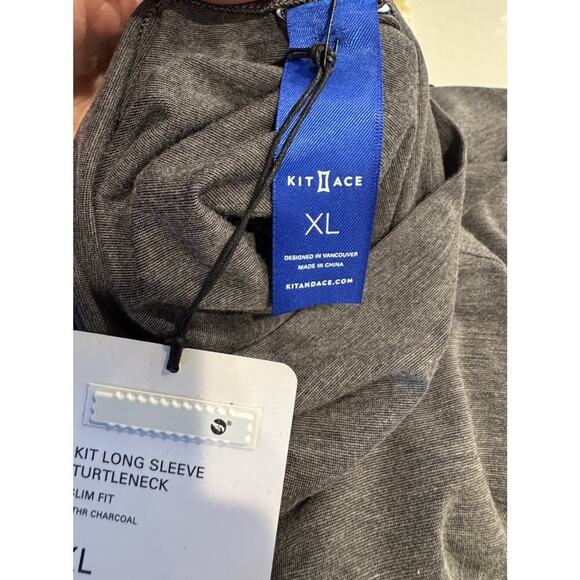 KIT ACE
XL
DESIGNED IN VANCOUVER
MADE IN CHINA
KITANDACE.COM
KIT LONG SLEEVE
TURTLENECK
SLIM FIT
HTHR CHARCOAL
XL